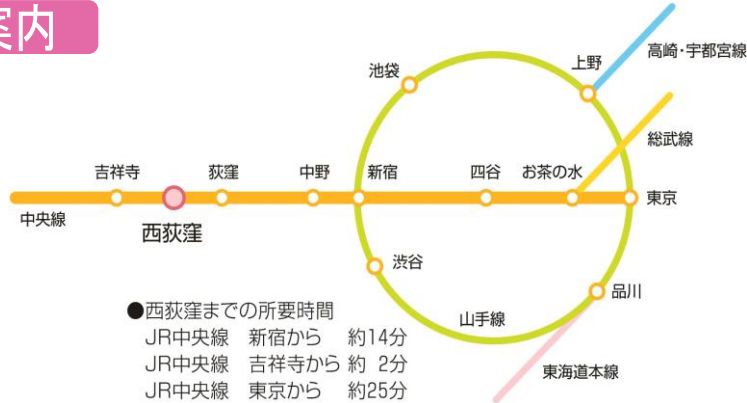 案内
池袋
上野
高崎・宇都宮線
総武線
吉祥寺
荻窪
中野
新宿
四谷
お茶の水
東京
中央線
西荻窪
渋谷
品川
山手線
東海道本線
●西荻窪までの所要時間
JR中央線 新宿から 約14分
JR中央線 吉祥寺から 約 2分
JR中央線 東京から 約25分